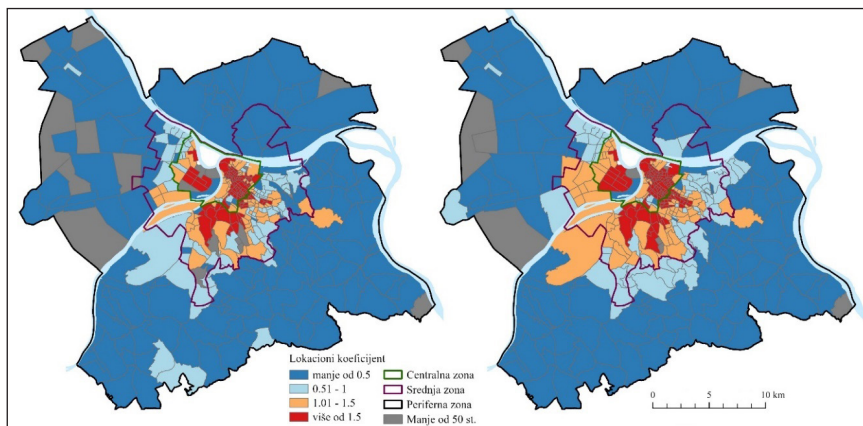 Lokacioni koeficijent
manje od 0.5
0.51 - 1
1.01 - 1.5
više od 1.5
Centralna zona
Srednja zona
Periferna zona
Manje od 50 st.
0 5 10 km